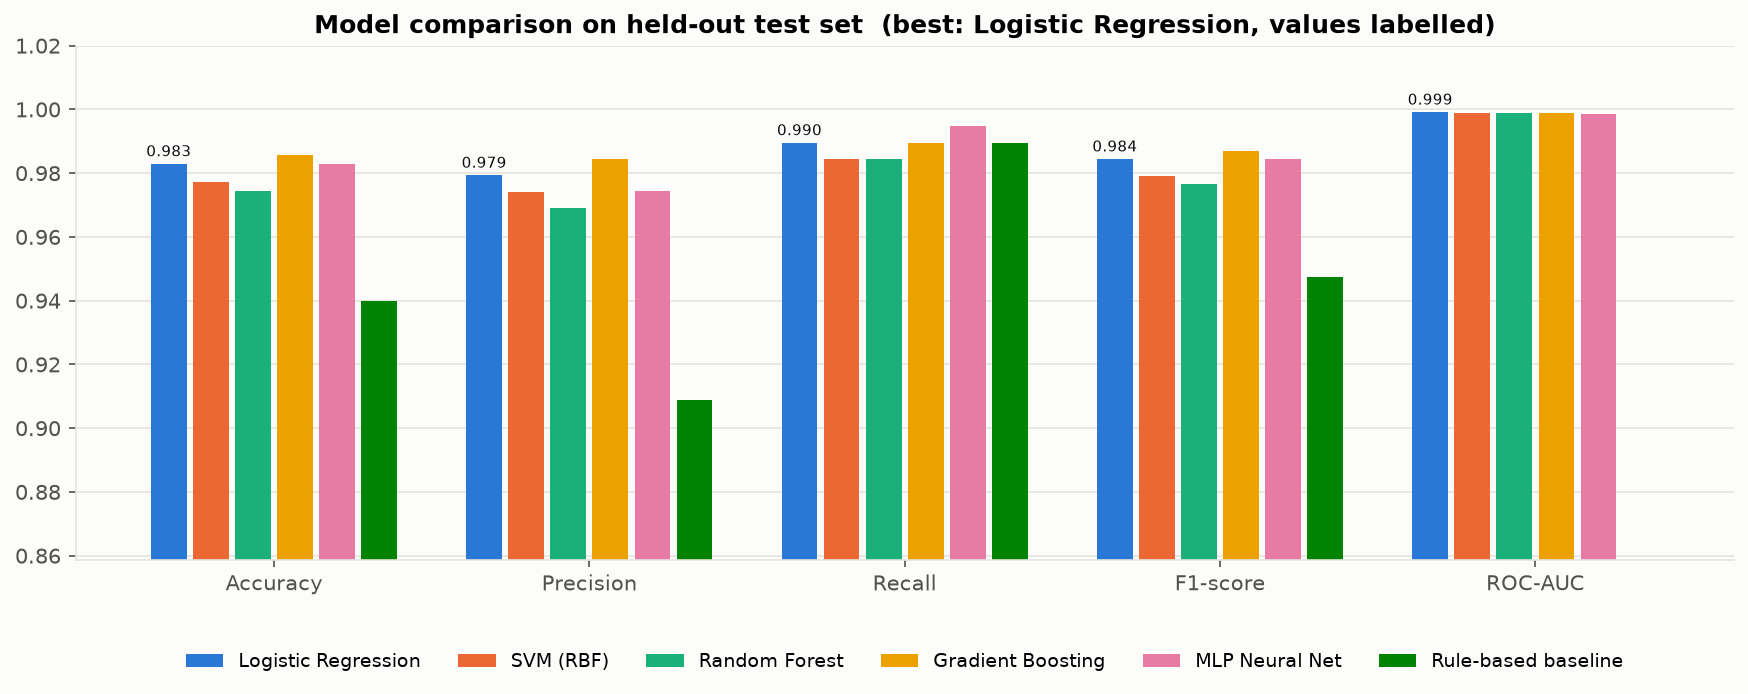 Model comparison on held-out test set  (best: Logistic Regression, values labelled)
1.02
1.00
0.98
0.96
0.94
0.92
0.90
0.88
0.86
0.983
0.979
0.990
0.984
0.999
Accuracy
Precision
Recall
F1-score
ROC-AUC
Logistic Regression
SVM (RBF)
Random Forest
Gradient Boosting
MLP Neural Net
Rule-based baseline